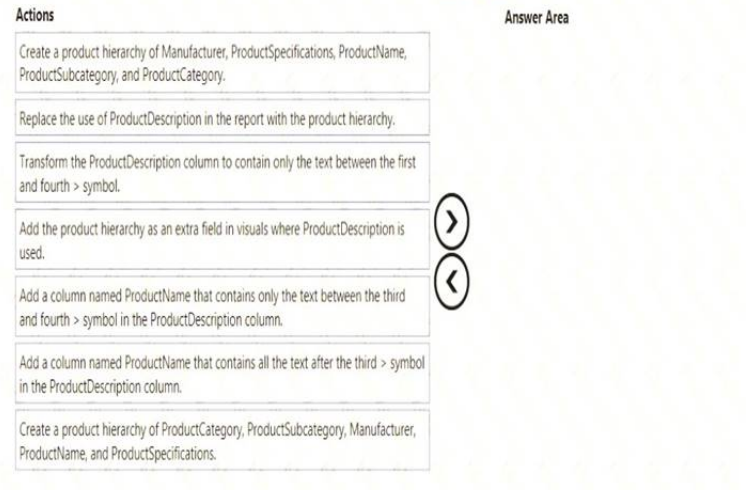 Actions
Answer Area
Create a product hierarchy of Manufacturer, ProductSpecifications, ProductName,
ProductSubcategory, and ProductCategory.
Replace the use of ProductDescription in the report with the product hierarchy.
Transform the ProductDescription column to contain only the text between the first
and fourth > symbol.
Add the product hierarchy as an extra field in visuals where ProductDescription is
used.
Add a column named ProductName that contains only the text between the third
and fourth > symbol in the ProductDescription column.
Add a column named ProductName that contains all the text after the third > symbol
in the ProductDescription column.
Create a product hierarchy of ProductCategory, ProductSubcategory, Manufacturer,
ProductName, and ProductSpecifications.